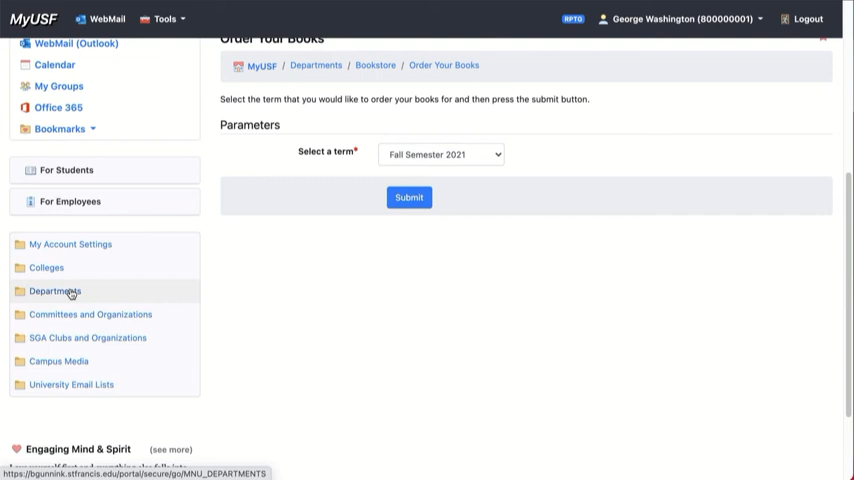 MyUSF WebMail Tools RPTG George Washington (800000001) Logout
Order Your Books
WebMail (Outlook)
Calendar
My Groups
Office 365
Bookmarks
For Students
For Employees
My Account Settings
Colleges
Departments
Committees and Organizations
SGA Clubs and Organizations
Campus Media
University Email Lists
Engaging Mind & Spirit (see more)
MyUSF / Departments / Bookstore / Order Your Books
Select the term that you would like to order your books for and then press the submit button.
Parameters
Select a term* Fall Semester 2021
Submit
https://bgunnink.stfrancis.edu/portal/secure/go/MNU_DEPARTMENTS